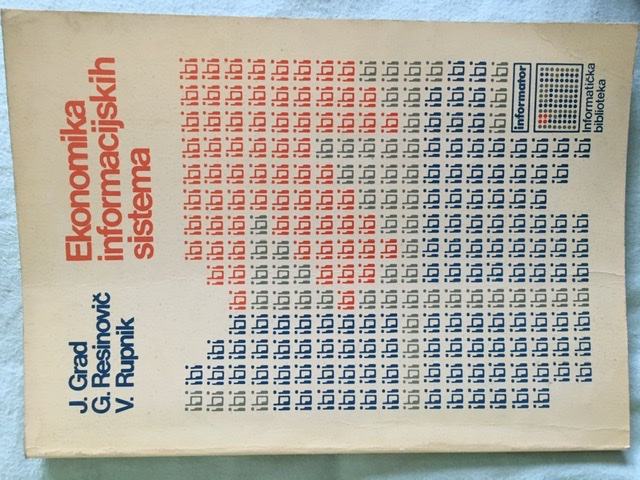 J. Grad
G. Resinovič
V. Rupnik
Ekonomika
informacijskih
sistema
Informator
Informatička
biblioteka